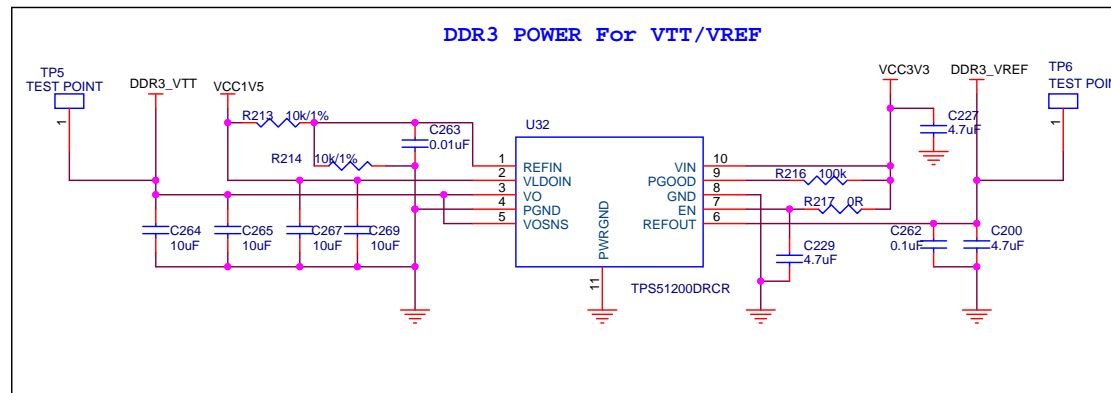 DDR3 POWER For VTT/VREF
TP5
TEST POINT
1
DDR3_VTT
VCC1V5
R213 10k/1%
R214 10k/1%
C263
0.01uF
C264
10uF
C265
10uF
C267
10uF
C269
10uF
U32
1
2
3
4
5
REFIN
VLDOIN
VO
PGND
VOSNS
PWRGND
11
VIN
PGOOD
GND
EN
REFOUT
10
9
8
7
6
TPS51200DRCR
R216 100k
R217 0R
C229
4.7uF
VCC3V3
C227
4.7uF
DDR3_VREF
C262
0.1uF
C200
4.7uF
TP6
TEST POIN
1